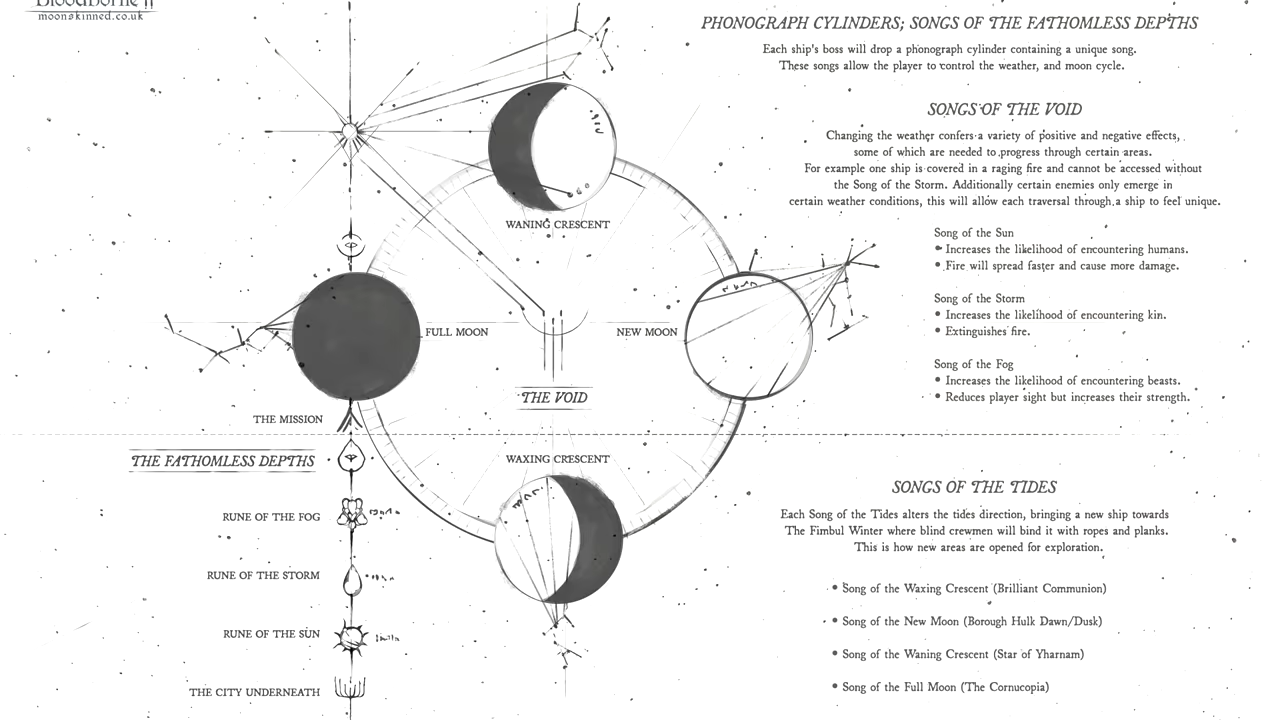 Bloodborne II
moonskinned.co.uk
PHONOGRAPH CYLINDERS; SONGS OF THE FATHOMLESS DEPTHS
Each ship's boss will drop a phonograph cylinder containing a unique song.
These songs allow the player to control the weather, and moon cycle.
SONGS OF THE VOID
Changing the weather confers a variety of positive and negative effects,
some of which are needed to progress through certain areas.
For example one ship is covered in a raging fire and cannot be accessed without
the Song of the Storm. Additionally certain enemies only emerge in
certain weather conditions, this will allow each traversal through a ship to feel unique.
Song of the Sun
• Increases the likelihood of encountering humans.
• Fire will spread faster and cause more damage.
Song of the Storm
• Increases the likelihood of encountering kin.
• Extinguishes fire.
Song of the Fog
• Increases the likelihood of encountering beasts.
• Reduces player sight but increases their strength.
WANING CRESCENT
FULL MOON
NEW MOON
THE VOID
THE MISSION
WAXING CRESCENT
THE FATHOMLESS DEPTHS
RUNE OF THE FOG
RUNE OF THE STORM
RUNE OF THE SUN
THE CITY UNDERNEATH
SONGS OF THE TIDES
Each Song of the Tides alters the tides direction, bringing a new ship towards
The Fimbul Winter where blind crewmen will bind it with ropes and planks.
This is how new areas are opened for exploration.
• Song of the Waxing Crescent (Brilliant Communion)
• Song of the New Moon (Borough Hulk Dawn/Dusk)
• Song of the Waning Crescent (Star of Yharnam)
• Song of the Full Moon (The Cornucopia)